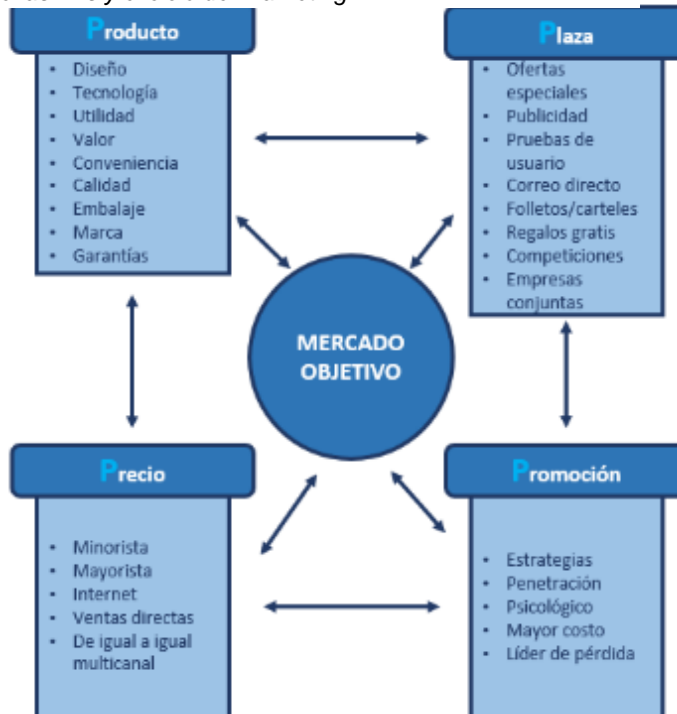 Producto
• Diseño
• Tecnología
• Utilidad
• Valor
• Conveniencia
• Calidad
• Embalaje
• Marca
• Garantías
Plaza
• Ofertas
especiales
• Publicidad
• Pruebas de
usuario
• Correo directo
• Folletos/carteles
• Regalos gratis
• Competiciones
• Empresas
conjuntas
MERCADO
OBJETIVO
Precio
• Minorista
• Mayorista
• Internet
• Ventas directas
• De igual a igual
multicanal
Promoción
• Estrategias
• Penetración
• Psicológico
• Mayor costo
• Líder de pérdida